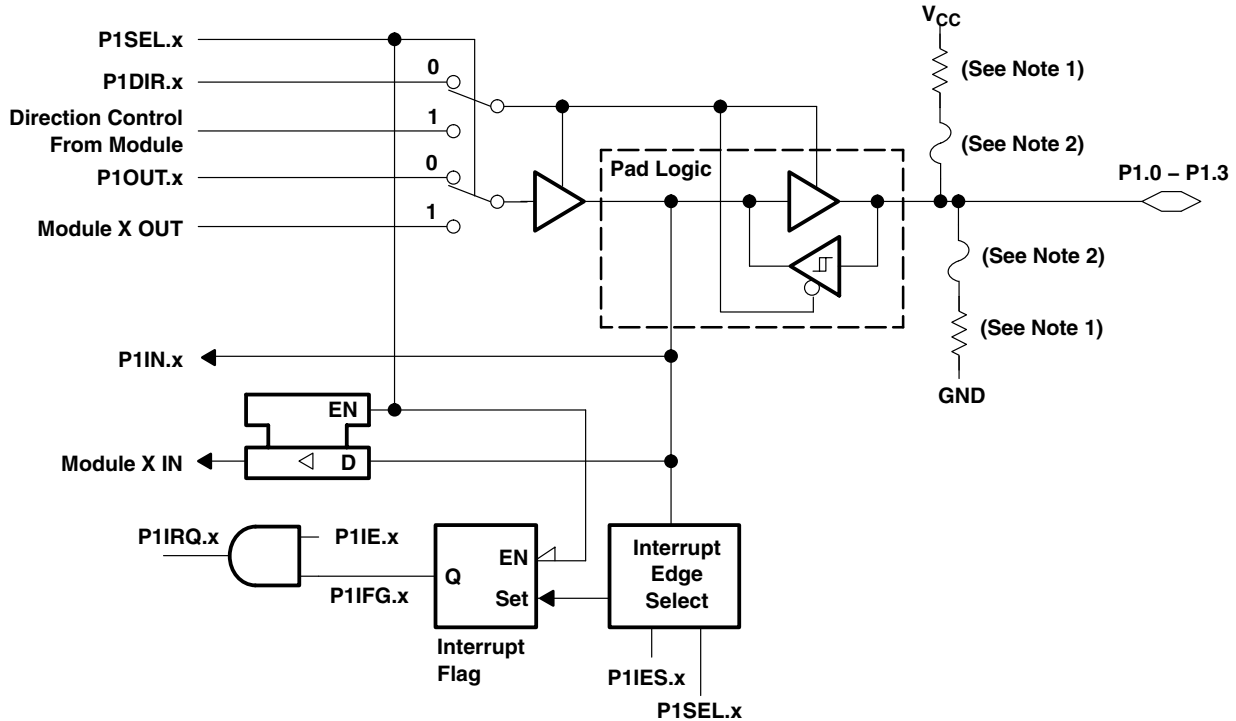 V_CC
P1SEL.x
0
(See Note 1)
P1DIR.x
Direction Control
From Module
1
(See Note 2)
0
Pad Logic
P1.0 – P1.3
P1OUT.x
1
Module X OUT
(See Note 2)
(See Note 1)
P1IN.x
GND
EN
Module X IN
D
P1IRQ.x
P1IE.x
Interrupt
Edge
Select
EN
Q
P1IFG.x
Set
Interrupt
Flag
P1IES.x
P1SEL.x